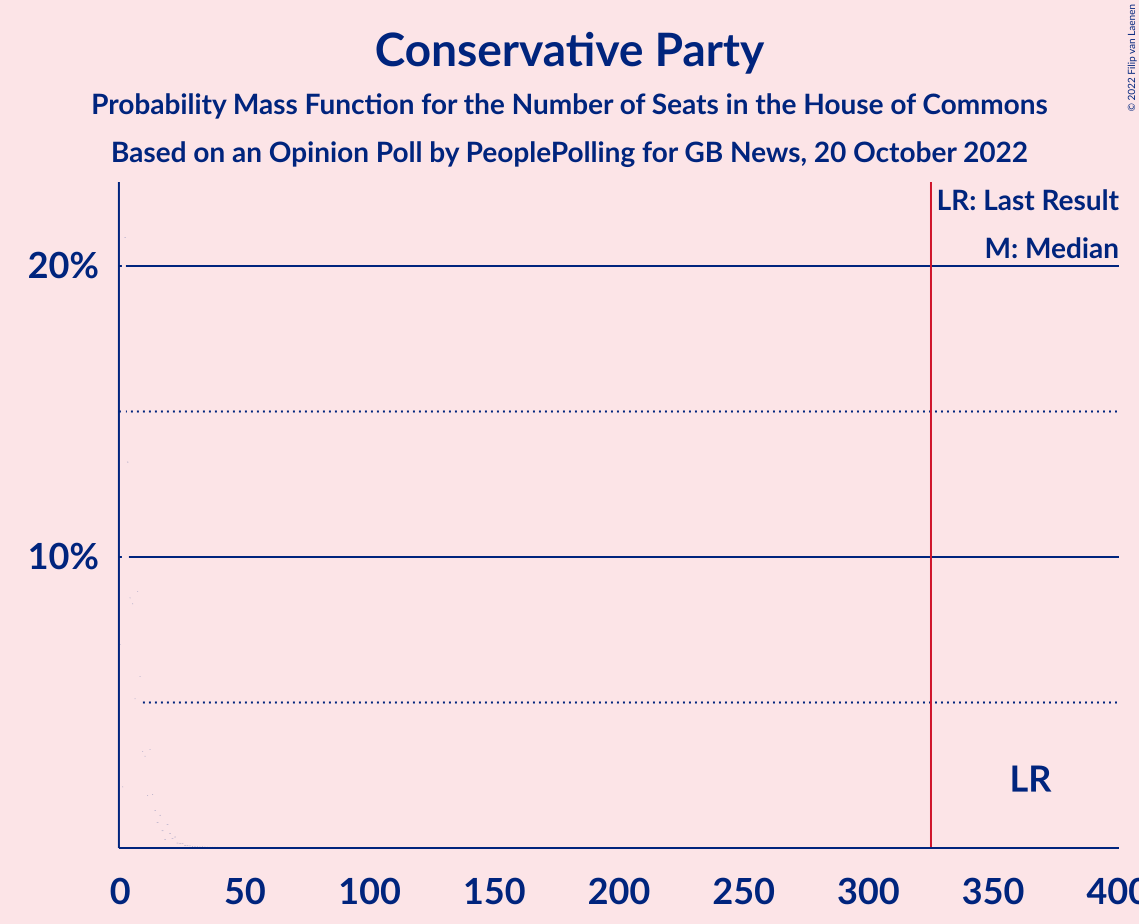 Conservative Party
Probability Mass Function for the Number of Seats in the House of Commons
Based on an Opinion Poll by PeoplePolling for GB News, 20 October 2022
© 2022 Filip van Laenen
LR: Last Result
M: Median
20%
10%
LR
0 50 100 150 200 250 300 350 400